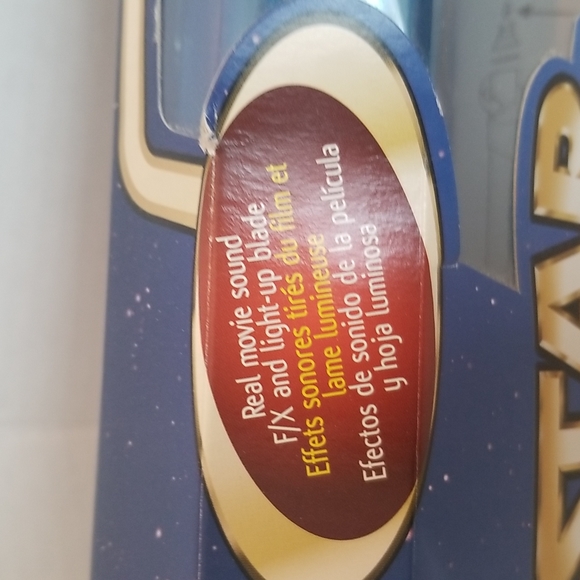 Real movie sound
F/X and light-up blade
Effets sonores tirés du film et
lame lumineuse
Efectos de sonido de la película
y hoja luminosa
STAR